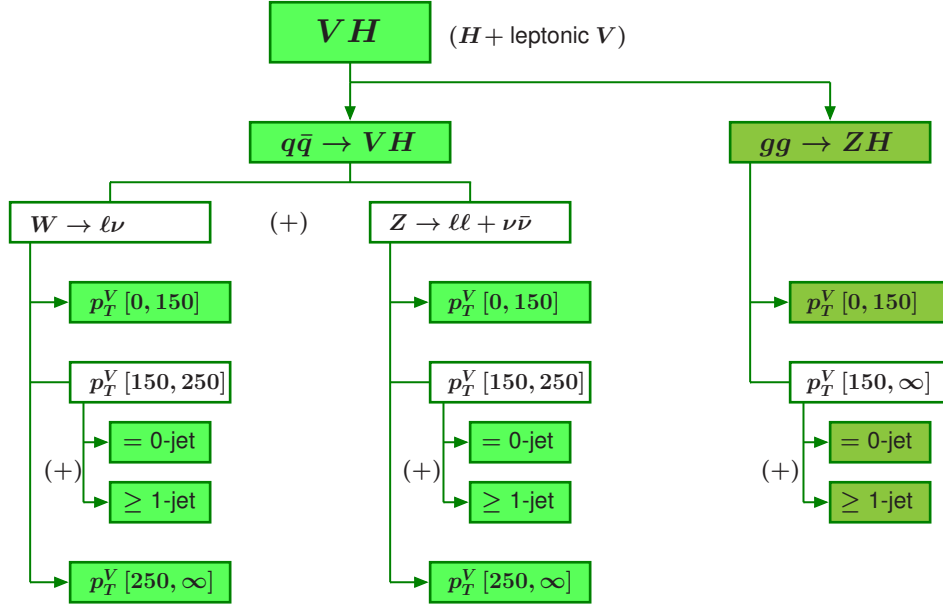 VH (H + leptonic V)
qq̄ → VH
gg → ZH
W → ℓν
(+)
Z → ℓℓ + νν̄
p_T^V [0, 150]
p_T^V [0, 150]
p_T^V [0, 150]
p_T^V [150, 250]
p_T^V [150, 250]
p_T^V [150, ∞]
= 0-jet
= 0-jet
= 0-jet
(+)
(+)
(+)
≥ 1-jet
≥ 1-jet
≥ 1-jet
p_T^V [250, ∞]
p_T^V [250, ∞]